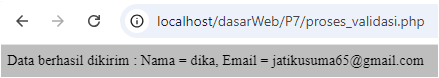 localhost/dasarWeb/P7/proses_validasi.php
Data berhasil dikirim : Nama = dika, Email = jatikusuma65@gmail.com